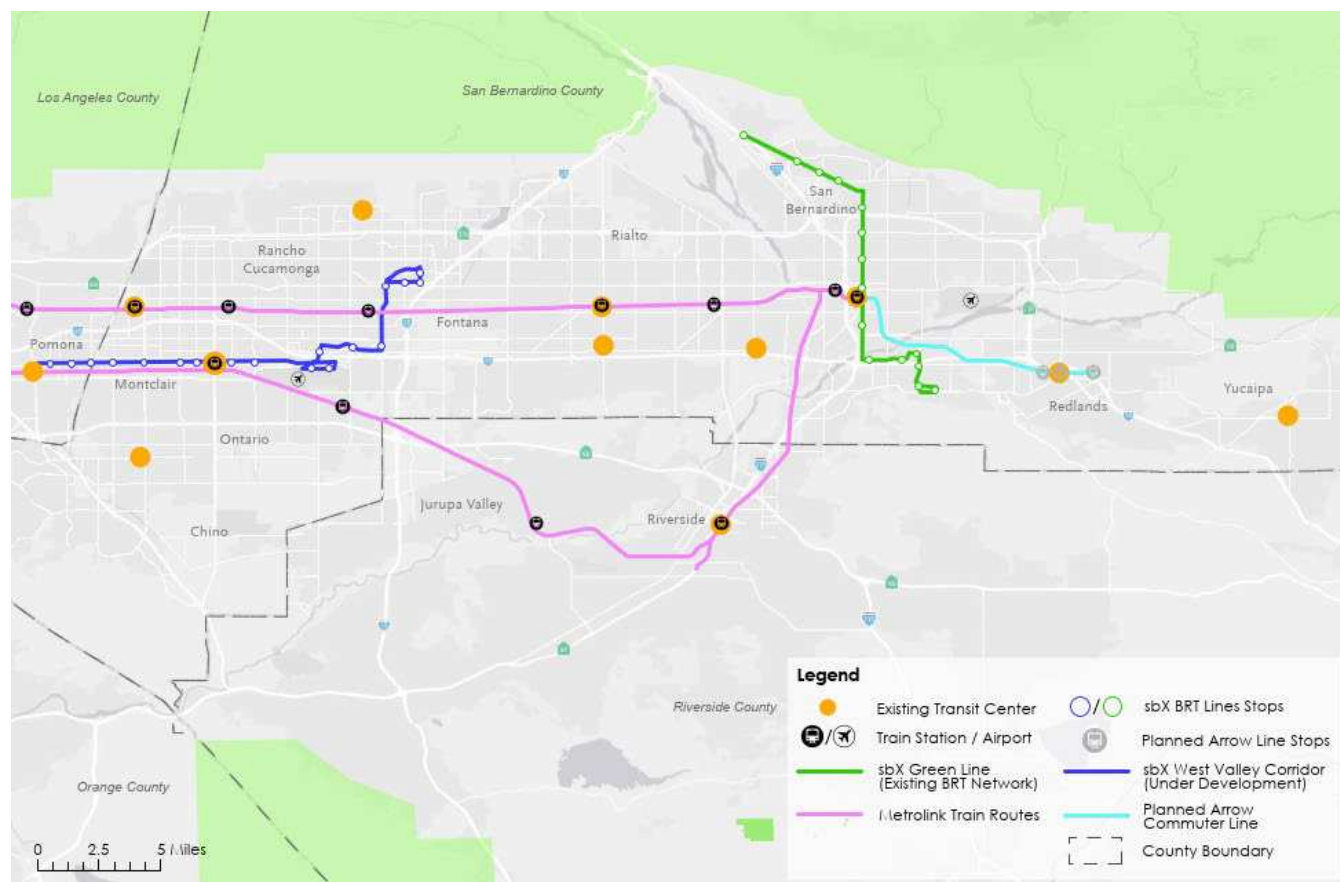 Los Angeles County
San Bernardino County
San
Bernardino
Rialto
Rancho
Cucamonga
Fontana
Pomona
Montclair
Redlands
Yucaipa
Ontario
Jurupa Valley
Riverside
Chino
Riverside County
Orange County
0 2.5 5 Miles
Legend
Existing Transit Center
sbX BRT Lines Stops
Train Station / Airport
Planned Arrow Line Stops
sbX Green Line
(Existing BRT Network)
sbX West Valley Corridor
(Under Development)
Metrolink Train Routes
Planned Arrow
Commuter Line
County Boundary